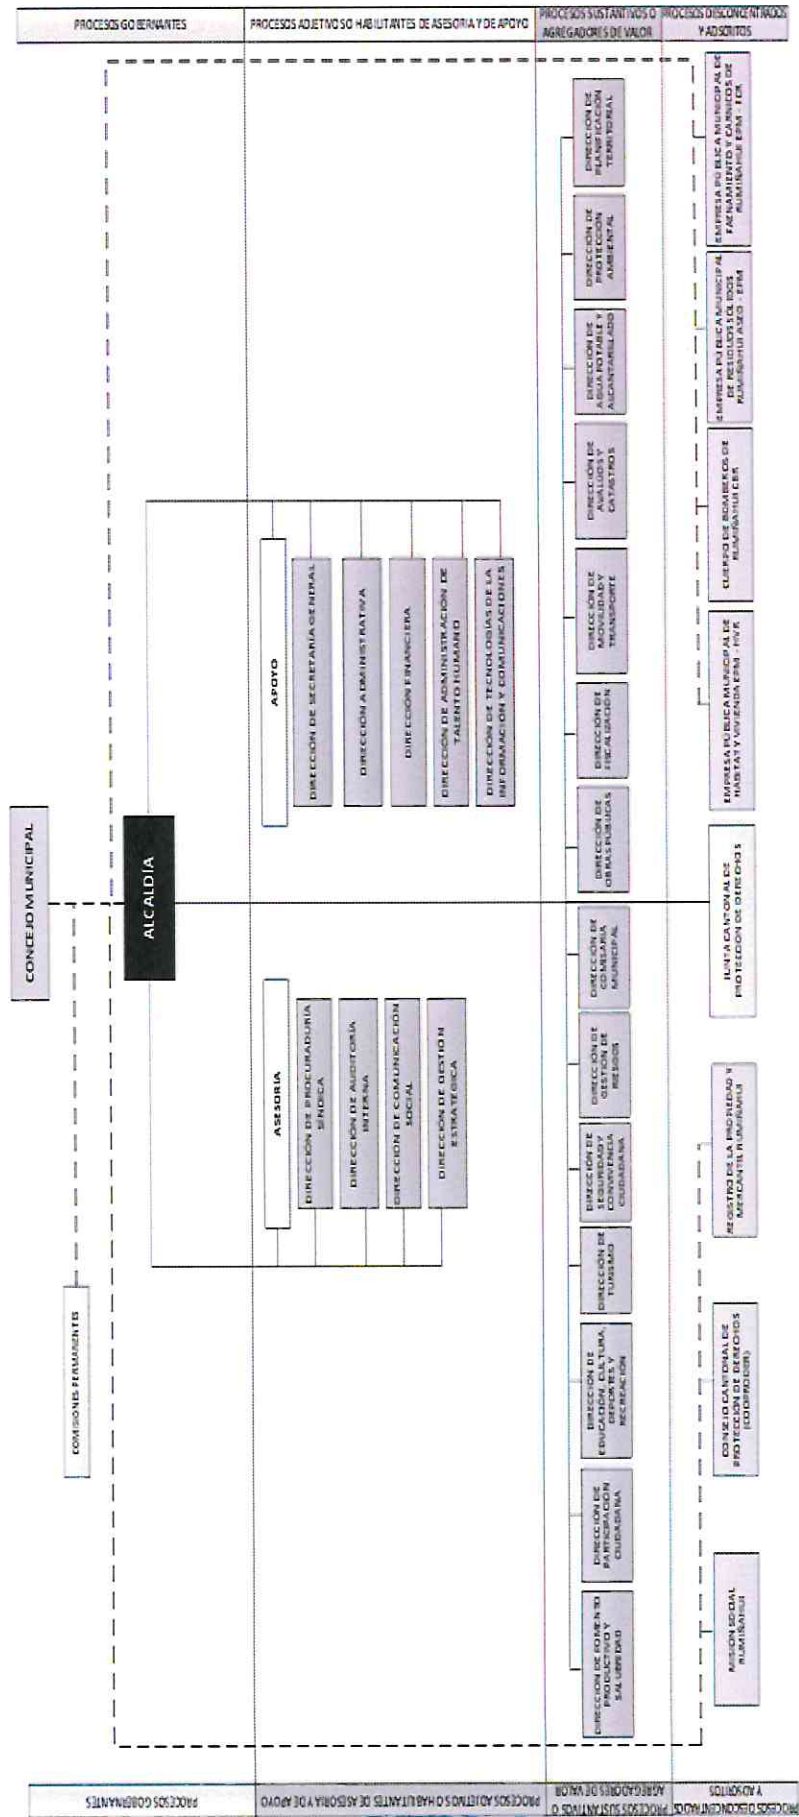 PROCESOS GOBERNANTES
PROCESOS ADJETIVOS O HABILITANTES DE ASESORIA Y DE APOYO
PROCESOS SUSTANTIVOS O
AGREGADORES DE VALOR
PROCESOS DESCONCENTRADOS
Y ADSCRITOS
CONCEJO MUNICIPAL
COMISIONES PERMANENTES
ALCALDÍA
ASESORIA
DIRECCIÓN DE PROCURADURÍA
SÍNDICA
DIRECCIÓN DE AUDITORÍA
INTERNA
DIRECCIÓN DE COMUNICACIÓN
SOCIAL
DIRECCIÓN DE GESTIÓN
ESTRATÉGICA
APOYO
DIRECCIÓN DE SECRETARÍA GENERAL
DIRECCIÓN ADMINISTRATIVA
DIRECCIÓN FINANCIERA
DIRECCIÓN DE ADMINISTRACIÓN DE
TALENTO HUMANO
DIRECCIÓN DE TECNOLOGÍAS DE LA
INFORMACIÓN Y COMUNICACIONES
DIRECCIÓN DE FOMENTO
PRODUCTIVO Y
SALUBRIDAD
DIRECCIÓN DE
PARTICIPACIÓN
CIUDADANA
DIRECCIÓN DE
EDUCACIÓN, CULTURA,
DEPORTES Y
RECREACIÓN
DIRECCIÓN DE
TURISMO
DIRECCIÓN DE
SEGURIDAD Y
CONVIVENCIA
CIUDADANA
DIRECCIÓN DE
GESTIÓN DE
RIESGOS
DIRECCIÓN DE
COMISARÍA
MUNICIPAL
DIRECCIÓN DE
OBRAS PÚBLICAS
DIRECCIÓN DE
FISCALIZACIÓN
DIRECCIÓN DE
MOVILIDAD Y
TRANSPORTE
DIRECCIÓN DE
AVALÚOS Y
CATASTROS
DIRECCIÓN DE
AGUA POTABLE Y
ALCANTARILLADO
DIRECCIÓN DE
PROTECCIÓN
AMBIENTAL
DIRECCIÓN DE
PLANIFICACIÓN
TERRITORIAL
MISIÓN SOCIAL
RUMIÑAHUI
CONSEJO CANTONAL DE
PROTECCIÓN DE DERECHOS
(COOPRODER)
REGISTRO DE LA PROPIEDAD Y
MERCANTIL RUMIÑAHUI
JUNTA CANTONAL DE
PROTECCION DE DERECHOS
EMPRESA PÚBLICA MUNICIPAL DE
HÁBITAT Y VIVIENDA EPM - HVR
CUERPO DE BOMBEROS DE
RUMIÑAHUI CBR
EMPRESA PÚBLICA MUNICIPAL
DE RESIDUOS SÓLIDOS
RUMIÑAHUI ASEO - EPM
EMPRESA PÚBLICA MUNICIPAL DE
FAENAMIENTO Y CÁRNICOS DE
RUMIÑAHUI EPM - FCR
PROCESOS GOBERNANTES
PROCESOS ADJETIVOS O HABILITANTES DE ASESORIA Y DE APOYO
PROCESOS SUSTANTIVOS O
AGREGADORES DE VALOR
PROCESOS DESCONCENTRADOS
Y ADSCRITOS